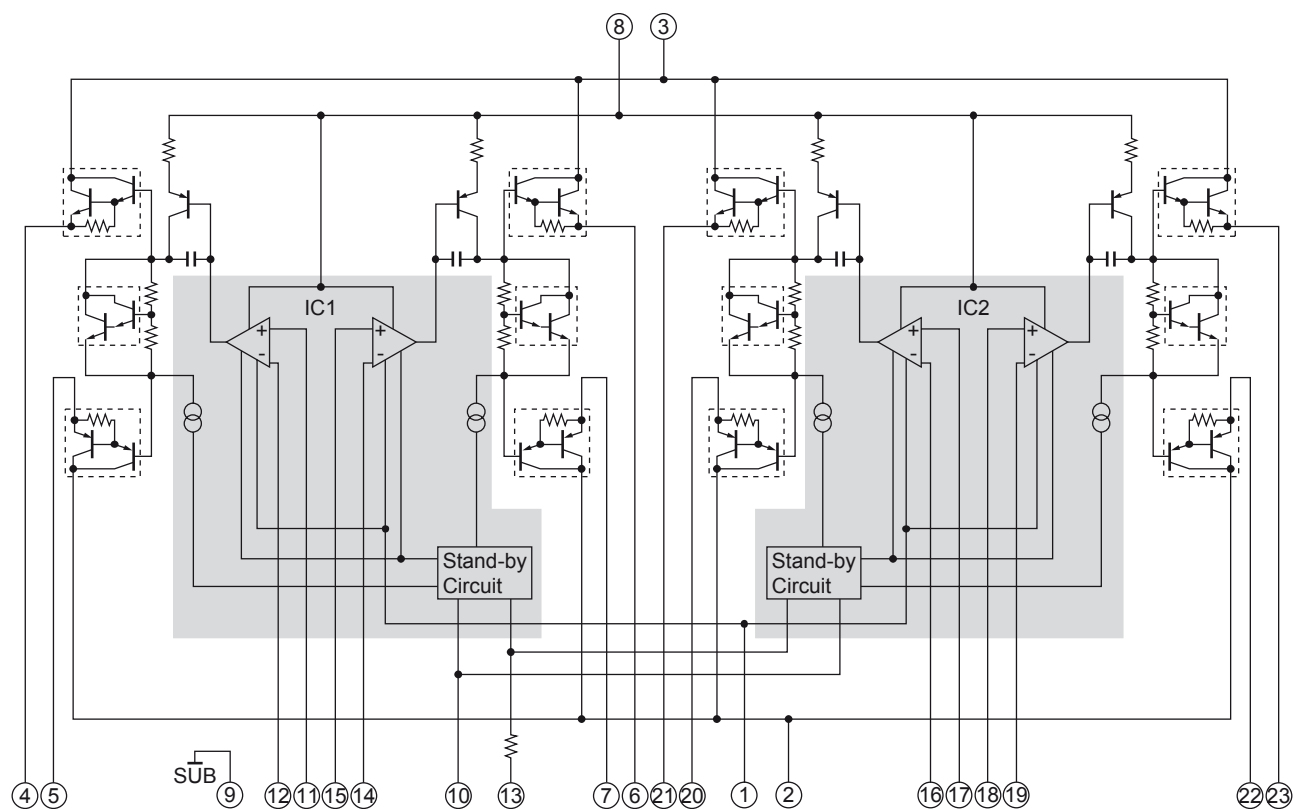 8 3
IC1 IC2
+ + + +
- - - -
Stand-by
Circuit
Stand-by
Circuit
SUB
4 5 9 12 11 15 14 10 13 7 6 21 20 1 2 16 17 18 19 22 23